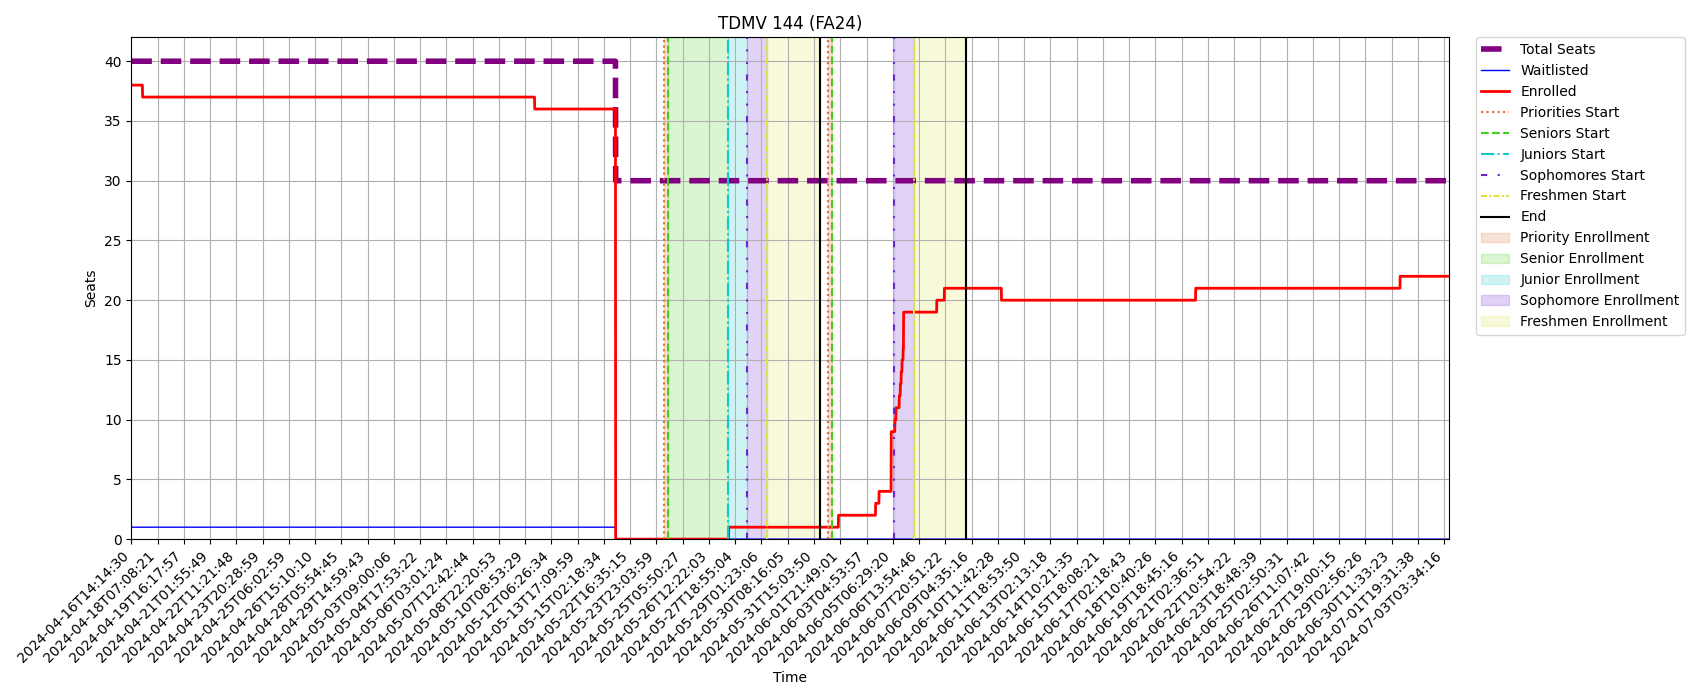 TDMV 144 (FA24)
40
35
30
25
20
15
10
5
0
Seats
2024-04-16T14:14:30
2024-04-18T07:08:21
2024-04-19T16:17:57
2024-04-21T01:55:49
2024-04-22T11:21:48
2024-04-23T20:28:59
2024-04-25T06:02:59
2024-04-26T15:10:10
2024-04-28T05:54:45
2024-04-29T14:59:43
2024-05-03T09:00:06
2024-05-04T17:53:22
2024-05-06T03:01:24
2024-05-07T12:42:44
2024-05-08T22:20:53
2024-05-10T08:53:29
2024-05-12T06:26:34
2024-05-13T17:09:59
2024-05-15T02:18:34
2024-05-22T16:35:15
2024-05-23T23:03:59
2024-05-25T05:50:27
2024-05-26T12:22:03
2024-05-27T18:55:04
2024-05-29T01:23:06
2024-05-30T08:16:05
2024-05-31T15:03:50
2024-06-01T21:49:01
2024-06-03T04:53:57
2024-06-05T06:29:20
2024-06-06T13:54:46
2024-06-07T20:51:22
2024-06-09T04:35:16
2024-06-10T11:42:28
2024-06-11T18:53:50
2024-06-13T02:13:18
2024-06-14T10:21:35
2024-06-15T18:08:21
2024-06-17T02:18:43
2024-06-18T10:40:26
2024-06-19T18:45:16
2024-06-21T02:36:51
2024-06-22T10:54:22
2024-06-23T18:48:39
2024-06-25T02:50:31
2024-06-26T11:07:42
2024-06-27T19:00:15
2024-06-29T02:56:26
2024-06-30T11:33:23
2024-07-01T19:31:38
2024-07-03T03:34:16
Time
Total Seats
Waitlisted
Enrolled
Priorities Start
Seniors Start
Juniors Start
Sophomores Start
Freshmen Start
End
Priority Enrollment
Senior Enrollment
Junior Enrollment
Sophomore Enrollment
Freshmen Enrollment